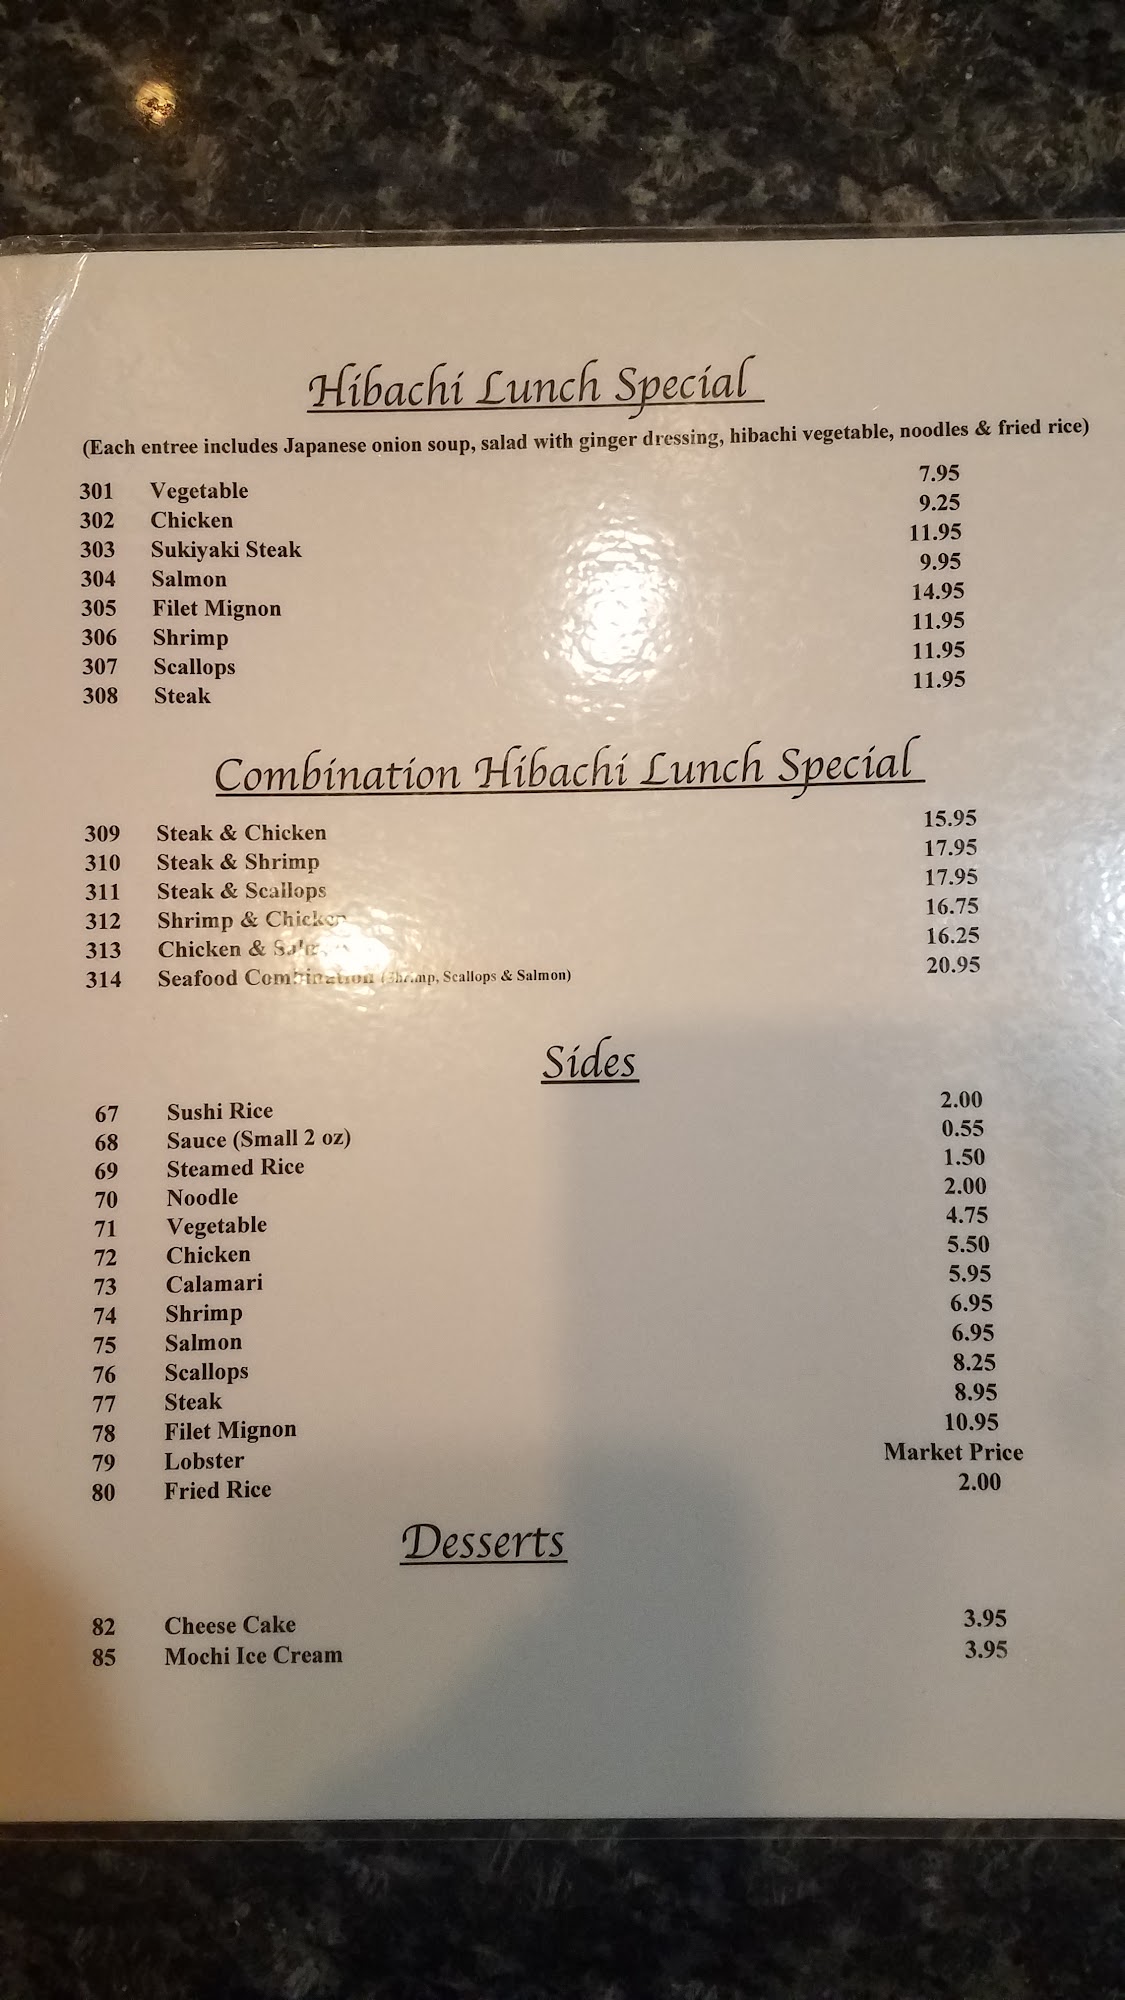 Hibachi Lunch Special
(Each entree includes Japanese onion soup, salad with ginger dressing, hibachi vegetable, noodles & fried rice)
301 Vegetable 7.95
302 Chicken 9.25
303 Sukiyaki Steak 11.95
304 Salmon 9.95
305 Filet Mignon 14.95
306 Shrimp 11.95
307 Scallops 11.95
308 Steak 11.95
Combination Hibachi Lunch Special
309 Steak & Chicken 15.95
310 Steak & Shrimp 17.95
311 Steak & Scallops 17.95
312 Shrimp & Chicken 16.75
313 Chicken & 16.25
314 Seafood Combination (Shrimp, Scallops & Salmon) 20.95
Sides
67 Sushi Rice 2.00
68 Sauce (Small 2 oz) 0.55
69 Steamed Rice 1.50
70 Noodle 2.00
71 Vegetable 4.75
72 Chicken 5.50
73 Calamari 5.95
74 Shrimp 6.95
75 Salmon 6.95
76 Scallops 8.25
77 Steak 8.95
78 Filet Mignon 10.95
79 Lobster Market Price
80 Fried Rice 2.00
Desserts
82 Cheese Cake 3.95
85 Mochi Ice Cream 3.95